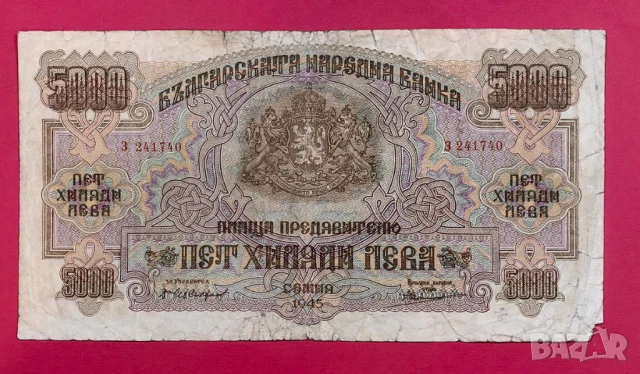 5000 5000
БЪЛГАРСКАТА НАРОДНА БАНКА
З 241740 З 241740
ПЕТ ХИЛЯДИ ЛЕВА
ПЕТ ХИЛЯДИ ЛЕВА
ПЛАЩА ПРЕДЯВИТЕЛЮ
ПЕТ ХИЛЯДИ ЛЕВА
5000 5000
СОФИЯ
1945
BAZAR